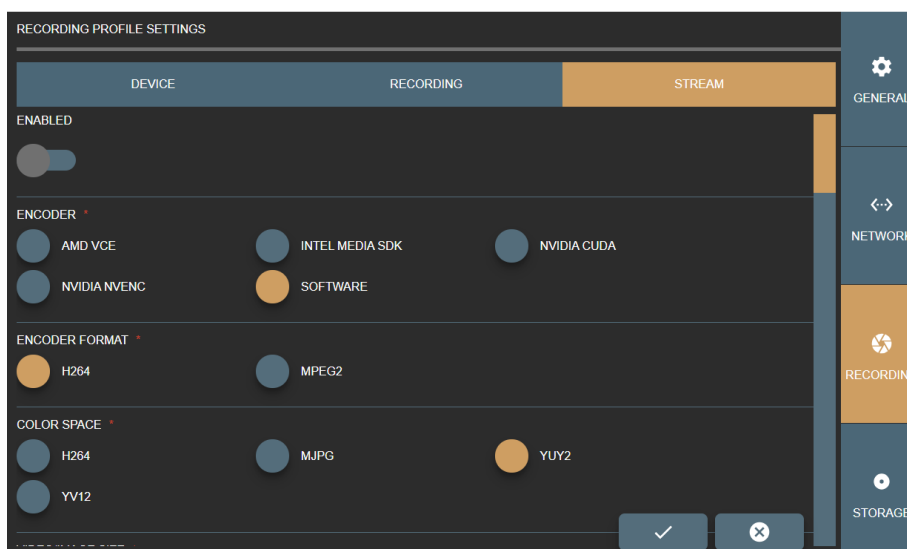 RECORDING PROFILE SETTINGS
DEVICE
RECORDING
STREAM
ENABLED
ENCODER *
AMD VCE
INTEL MEDIA SDK
NVIDIA CUDA
NVIDIA NVENC
SOFTWARE
ENCODER FORMAT *
H264
MPEG2
COLOR SPACE *
H264
MJPG
YUY2
YV12
GENERAL
NETWORK
RECORDIN
STORAGE